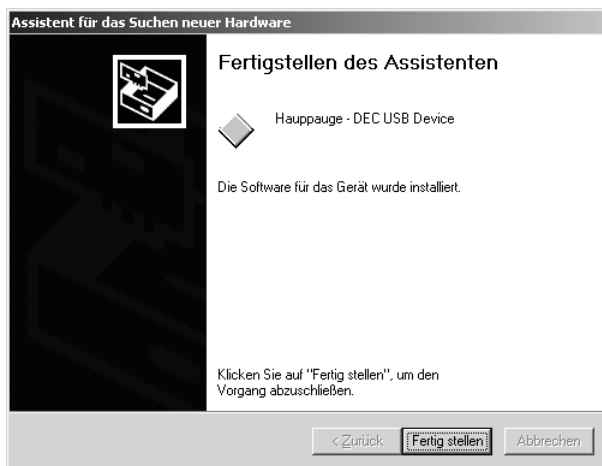 Assistent für das Suchen neuer Hardware
Fertigstellen des Assistenten
Hauppauge - DEC USB Device
Die Software für das Gerät wurde installiert.
Klicken Sie auf "Fertig stellen", um den
Vorgang abzuschließen.
< Zurück
Fertig stellen
Abbrechen